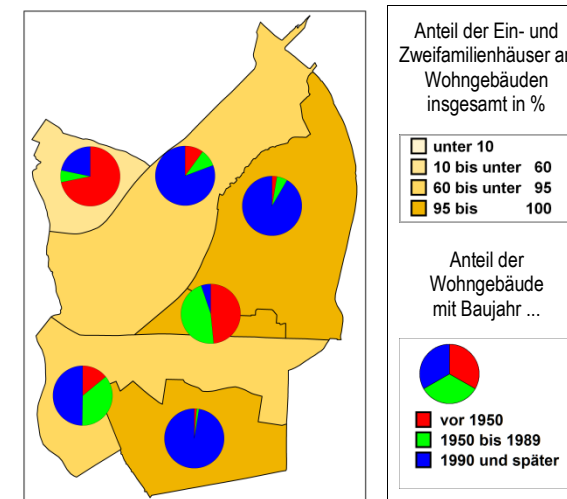 Anteil der Ein- und
Zweifamilienhäuser
Wohngebäuden
insgesamt in %
unter 10
10 bis unter 60
60 bis unter 95
95 bis 100
Anteil der
Wohngebäude
mit Baujahr ...
vor 1950
1950 bis 1989
1990 und später